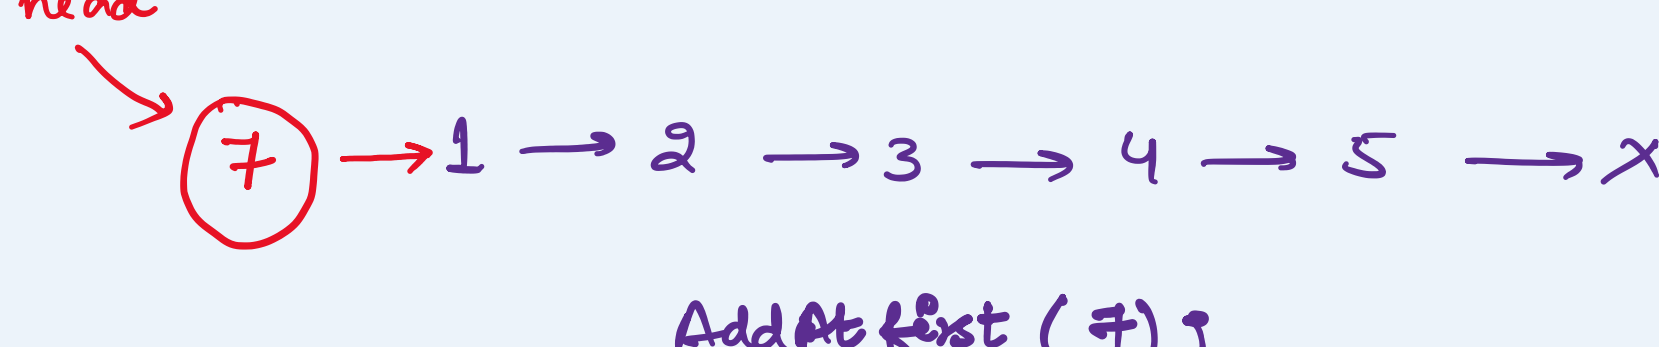 head
7 → 1 → 2 → 3 → 4 → 5 → X
AddAtfirst (7);